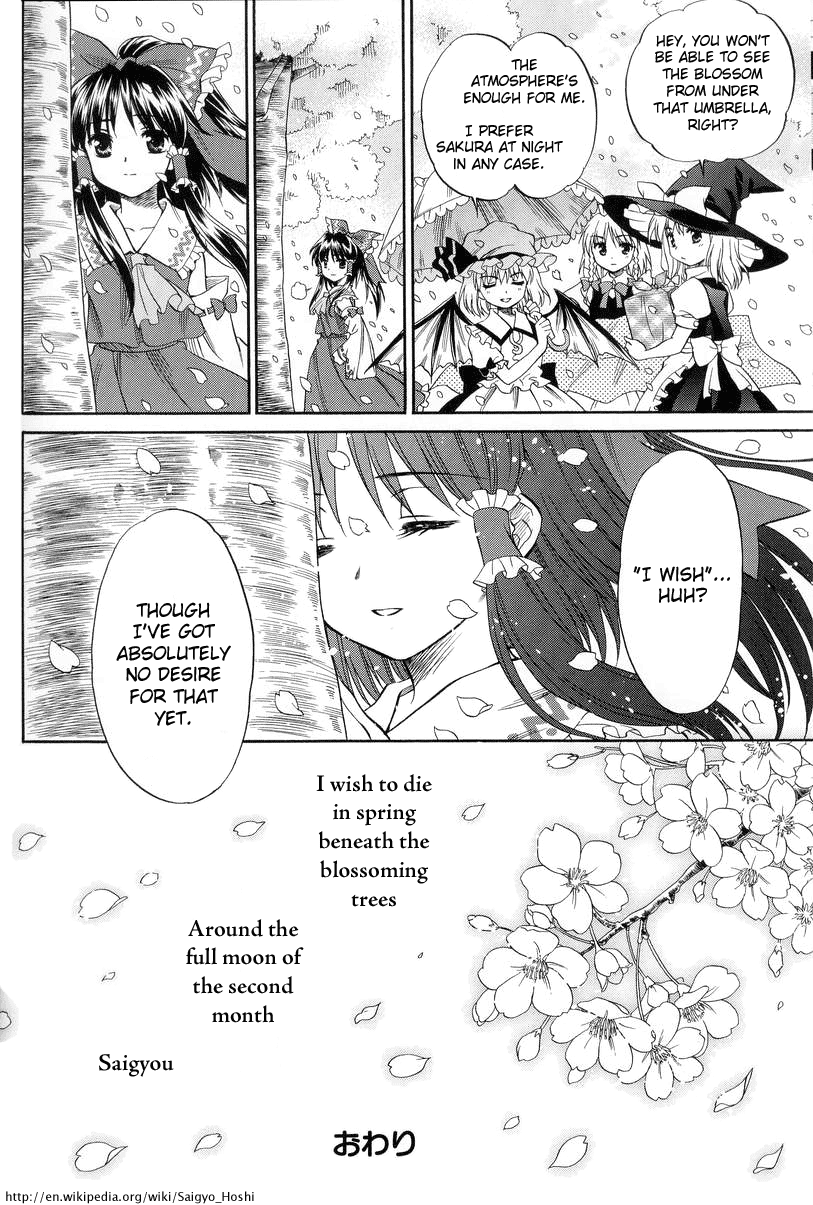 HEY, YOU WON'T
BE ABLE TO SEE
THE BLOSSOM
FROM UNDER
THAT UMBRELLA,
RIGHT?
THE
ATMOSPHERE'S
ENOUGH FOR ME.
I PREFER
SAKURA AT NIGHT
IN ANY CASE.
"I WISH"...
HUH?
THOUGH
I'VE GOT
ABSOLUTELY
NO DESIRE
FOR THAT
YET.
I wish to die
in spring
beneath the
blossoming
trees
Around the
full moon of
the second
month
Saigyou
おわり
http://en.wikipedia.org/wiki/Saigyo_Hoshi